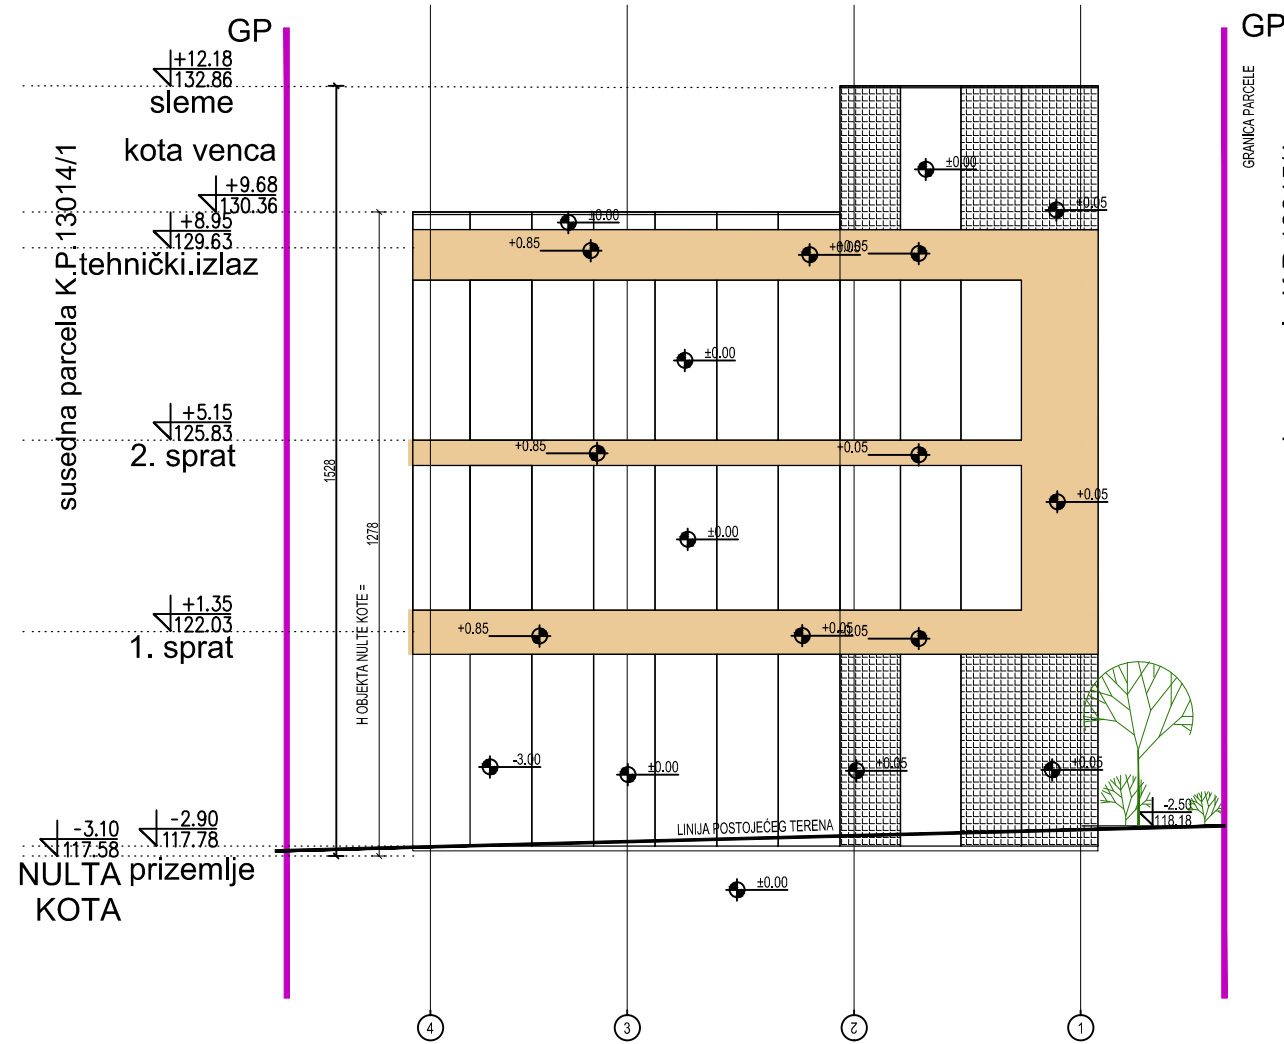 GP
GP
+12.18
132.86
sleme
GRANICA PARCELE
kota venca
susedna parcela K.P.13014/1
+9.68
130.36
+8.95
129.63
tehnički.izlaz
±0.00
+0.05
±0.00
+0.85
+0.05
±0.00
+5.15
125.83
2. sprat
+0.85
+0.05
1528
+0.05
1278
±0.00
H OBJEKTA NULTE KOTE =
+1.35
122.03
1. sprat
+0.85
+0.05
-3.00
±0.00
+0.05
+0.05
-2.50
118.18
LINIJA POSTOJEĆEG TERENA
-3.10
117.58
-2.90
117.78
NULTA
KOTA
prizemlje
±0.00
4
3
2
1